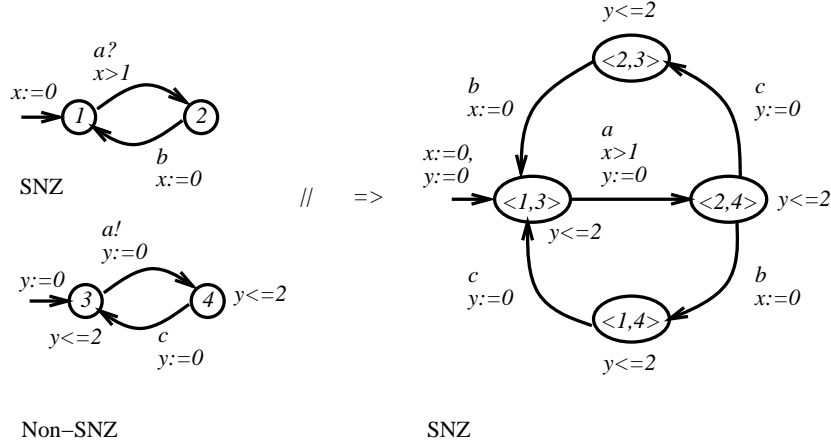 a?
x>1
x:=0
1
2
b
x:=0
SNZ
a!
y:=0
y:=0
3
4
y<=2
y<=2
c
y:=0
Non–SNZ
//
=>
y<=2
<2,3>
b
x:=0
c
y:=0
x:=0,
y:=0
a
x>1
y:=0
<1,3>
<2,4>
y<=2
y<=2
c
y:=0
b
x:=0
<1,4>
y<=2
SNZ